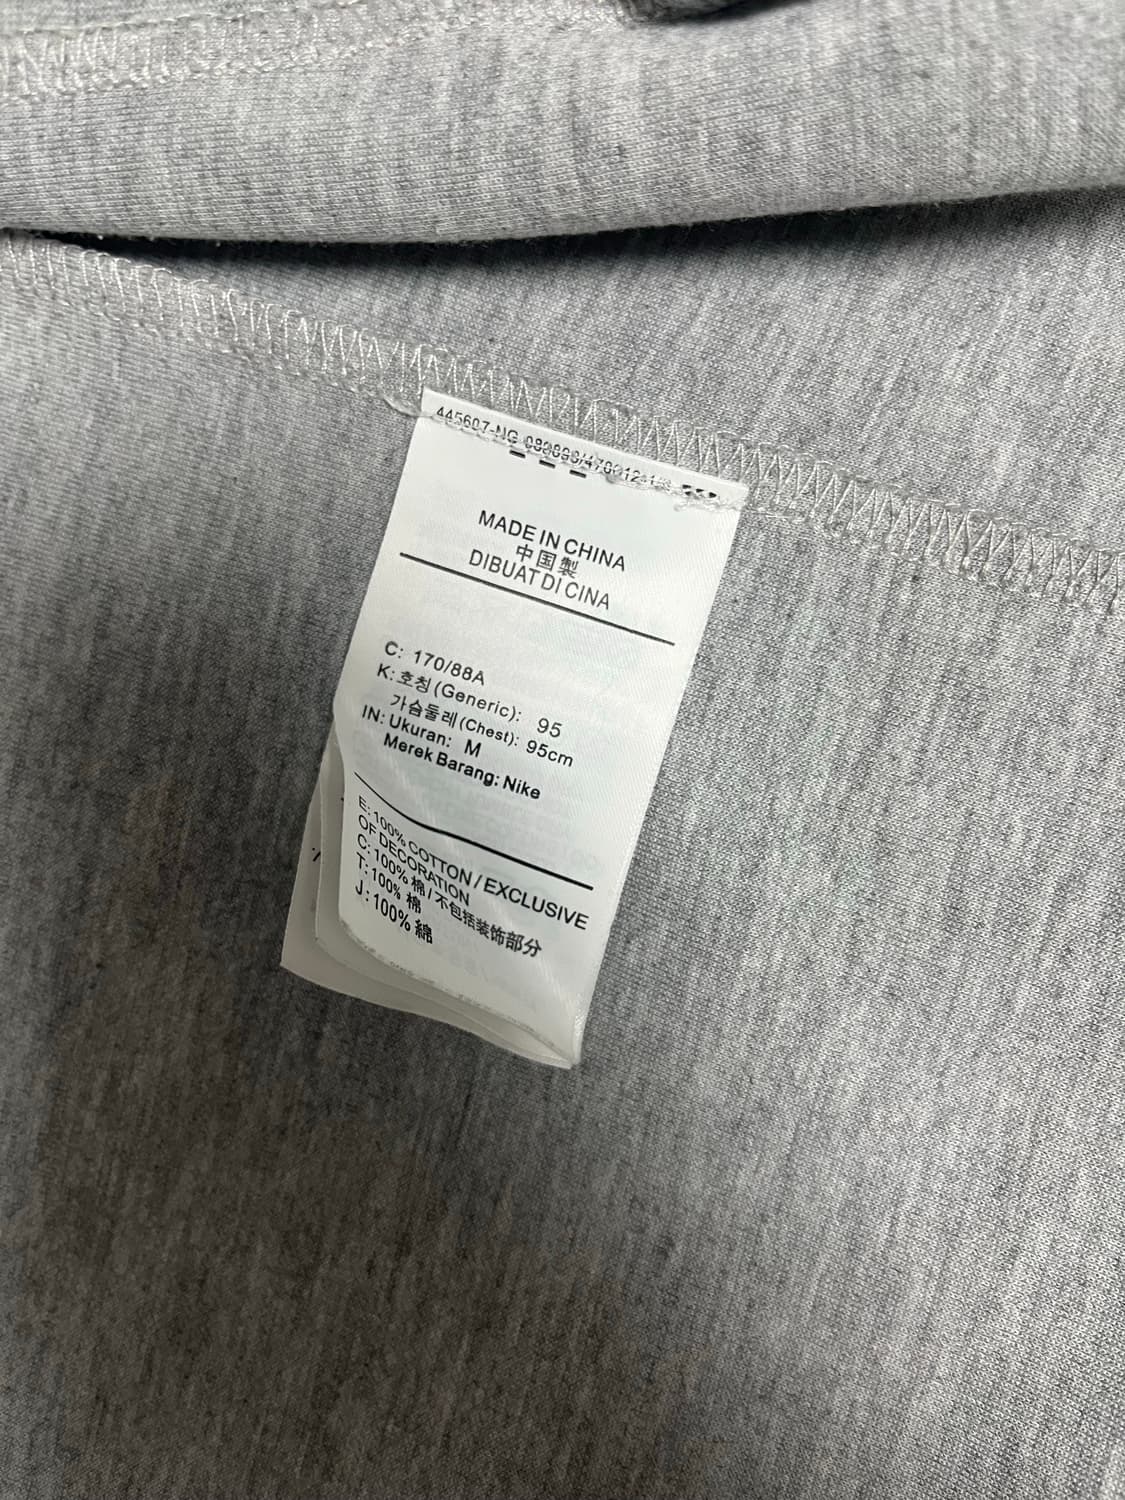 445607-NG
MADE IN CHINA
中国製
DIBUAT DI CINA
C: 170/88A
K: 호칭 (Generic): 95
가슴둘레 (Chest): 95cm
IN: Ukuran: M
Merek Barang: Nike
E: 100% COTTON / EXCLUSIVE
OF DECORATION
C: 100% 棉 / 不包括装饰部分
T: 100% 棉
J: 100% 綿